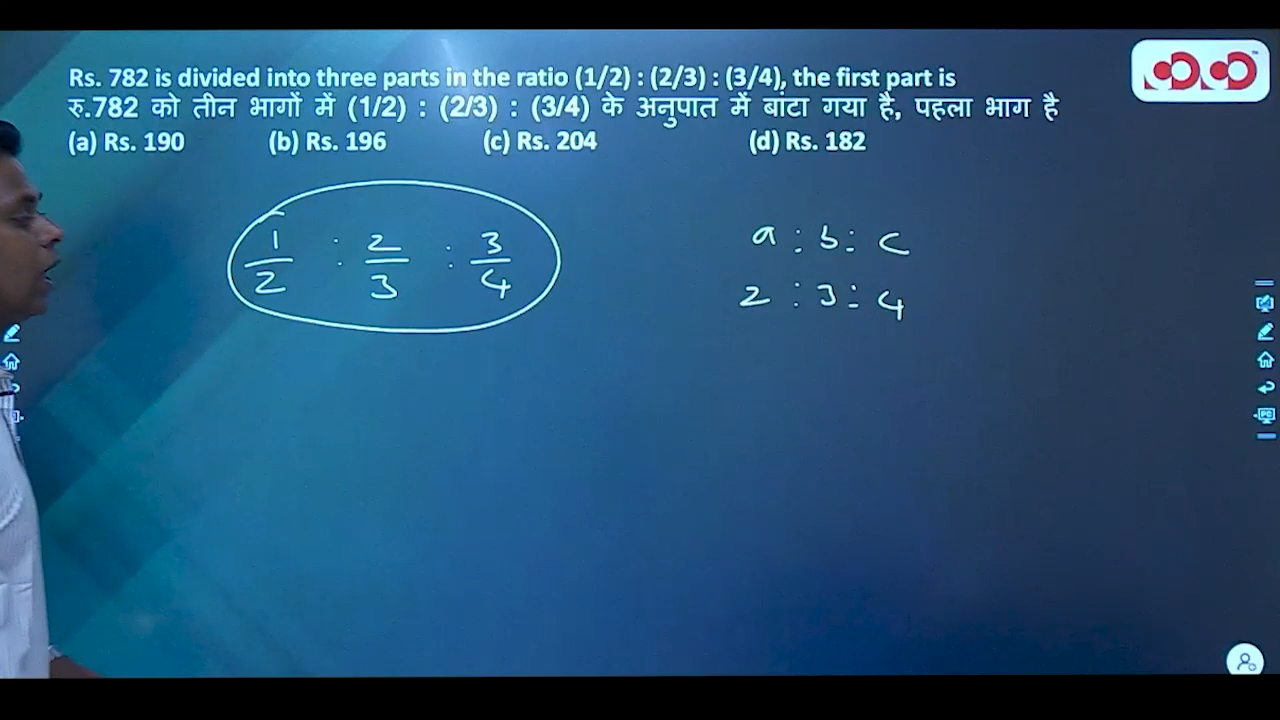 Rs. 782 is divided into three parts in the ratio (1/2) : (2/3) : (3/4), the first part is
रु.782 को तीन भागों में (1/2) : (2/3) : (3/4) के अनुपात में बांटा गया है, पहला भाग है
(a) Rs. 190 (b) Rs. 196 (c) Rs. 204 (d) Rs. 182
1/2 : 2/3 : 3/4
a : b : c
2 : 3 : 4
PC